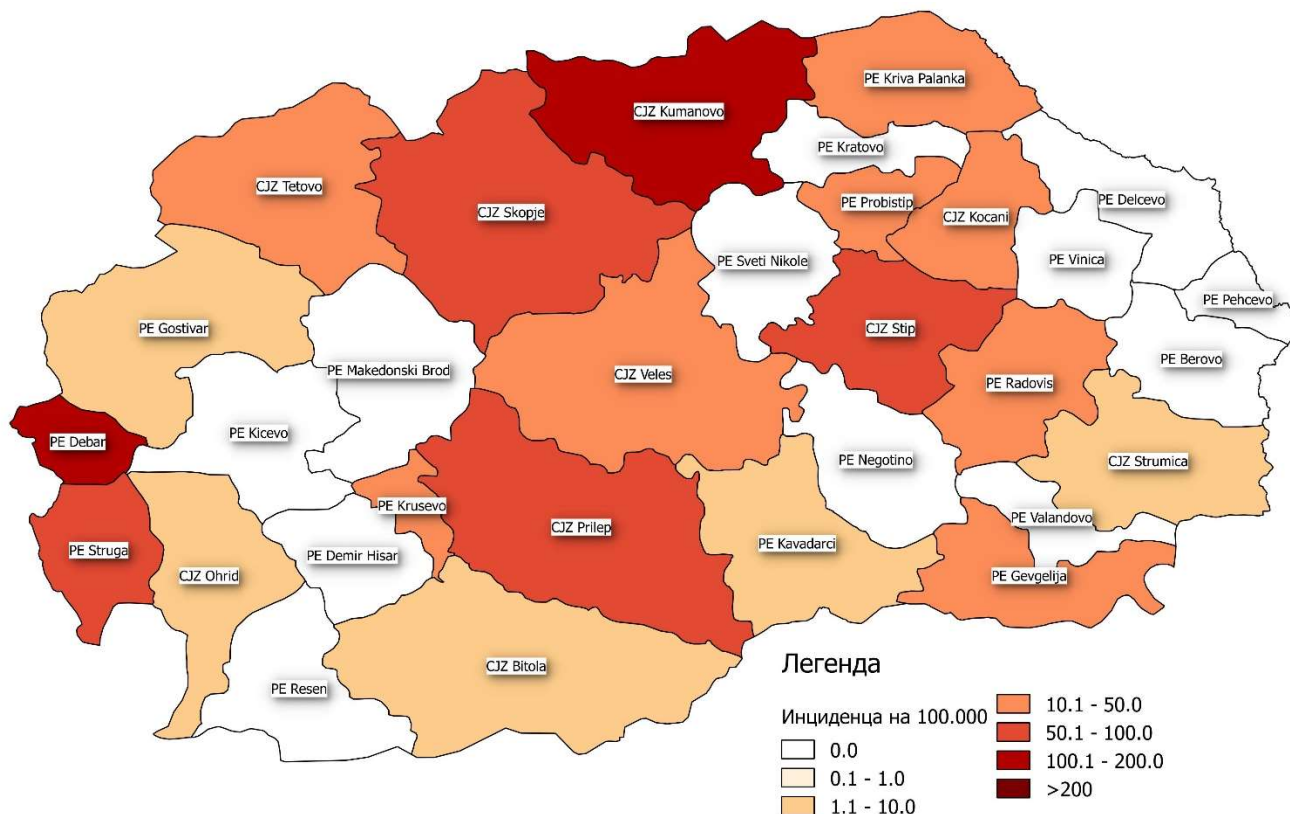 PE Kriva Palanka
CJZ Kumanovo
PE Kratovo
CJZ Tetovo
PE Probistip
PE Delcevo
CJZ Skopje
CJZ Kocani
PE Sveti Nikole
PE Vinica
PE Pehcevo
PE Gostivar
CJZ Stip
PE Berovo
PE Makedonski Brod
CJZ Veles
PE Radovis
PE Debar
PE Kicevo
PE Negotino
CJZ Strumica
PE Krusevo
PE Valandovo
CJZ Prilep
PE Kavadarci
PE Struga
PE Demir Hisar
CJZ Ohrid
PE Gevgelija
CJZ Bitola
PE Resen
Легенда
Инциденца на 100.000
0.0
0.1 - 1.0
1.1 - 10.0
10.1 - 50.0
50.1 - 100.0
100.1 - 200.0
>200